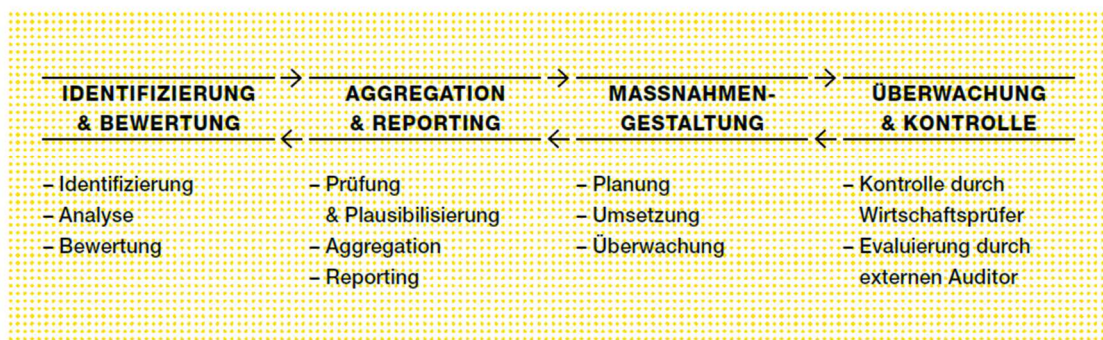 IDENTIFIZIERUNG
& BEWERTUNG
– Identifizierung
– Analyse
– Bewertung
AGGREGATION
& REPORTING
– Prüfung
& Plausibilisierung
– Aggregation
– Reporting
MASSNAHMEN-
GESTALTUNG
– Planung
– Umsetzung
– Überwachung
ÜBERWACHUNG
& KONTROLLE
– Kontrolle durch
Wirtschaftsprüfer
– Evaluierung durch
externen Auditor